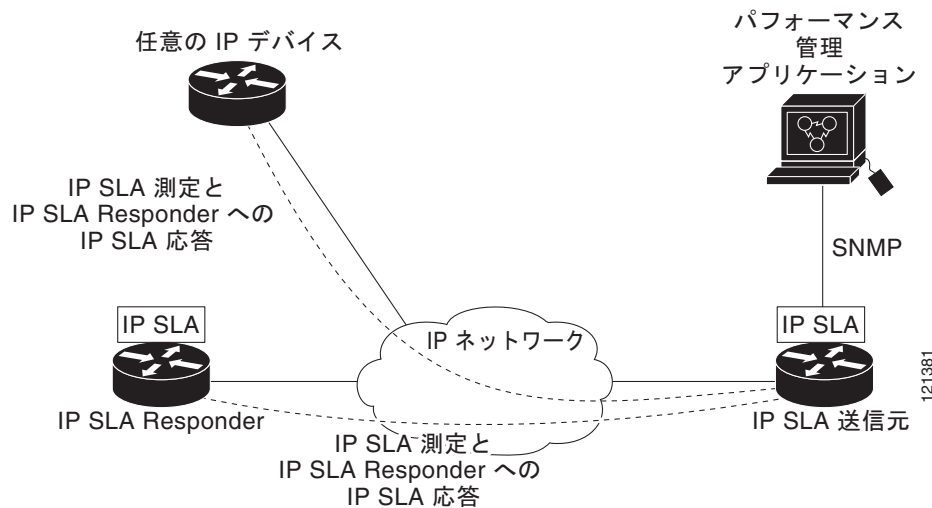 任意の IP デバイス
パフォーマンス
管理
アプリケーション
IP SLA 測定と
IP SLA Responder への
IP SLA 応答
SNMP
IP SLA
IP ネットワーク
IP SLA
121381
IP SLA Responder
IP SLA 送信元
IP SLA 測定と
IP SLA Responder への
IP SLA 応答